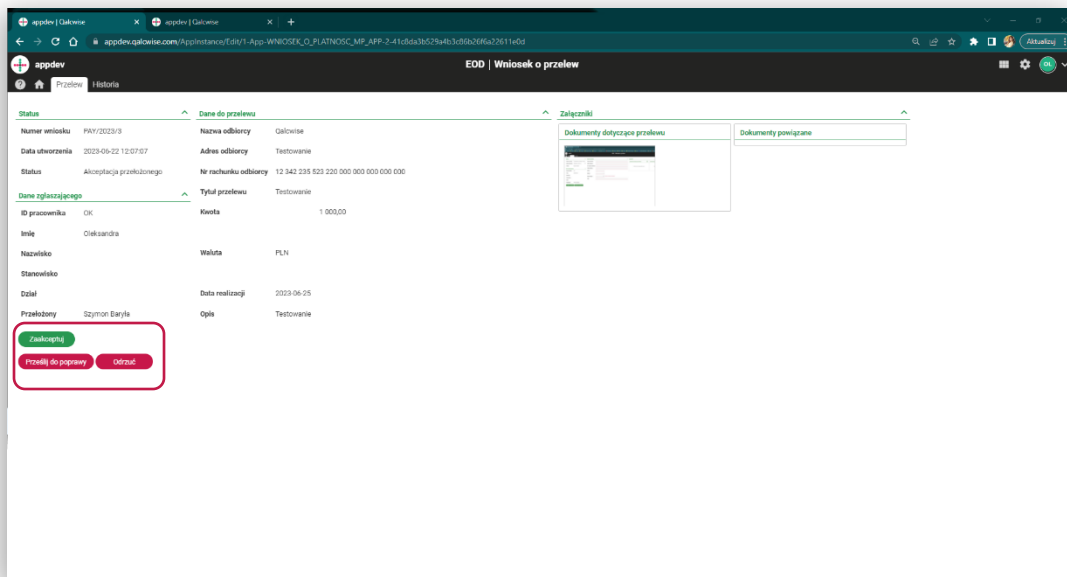 appdev | Qalcwise
appdev | Qalcwise
appdev.qalcwise.com/AppInstance/Edit/1-App-WNIOSEK_O_PLATNOSC_MP_APP-2-41c8da3b529a4b3c86b26f6a22611e0d
Aktualizuj
appdev
EOD | Wniosek o przelew
OL
Przelew
Historia
Status
Numer wniosku PAY/2023/3
Data utworzenia 2023-06-22 12:07:07
Status Akceptacja przełożonego
Dane zgłaszającego
ID pracownika OK
Imię Oleksandra
Nazwisko
Stanowisko
Dział
Przełożony Szymon Baryła
Zaakceptuj
Prześlij do poprawy
Odrzuć
Dane do przelewu
Nazwa odbiorcy Qalcwise
Adres odbiorcy Testowanie
Nr rachunku odbiorcy 12 342 235 523 220 000 000 000 000 000
Tytuł przelewu Testowanie
Kwota 1 000,00
Waluta PLN
Data realizacji 2023-06-25
Opis Testowanie
Załączniki
Dokumenty dotyczące przelewu
Dokumenty powiązane